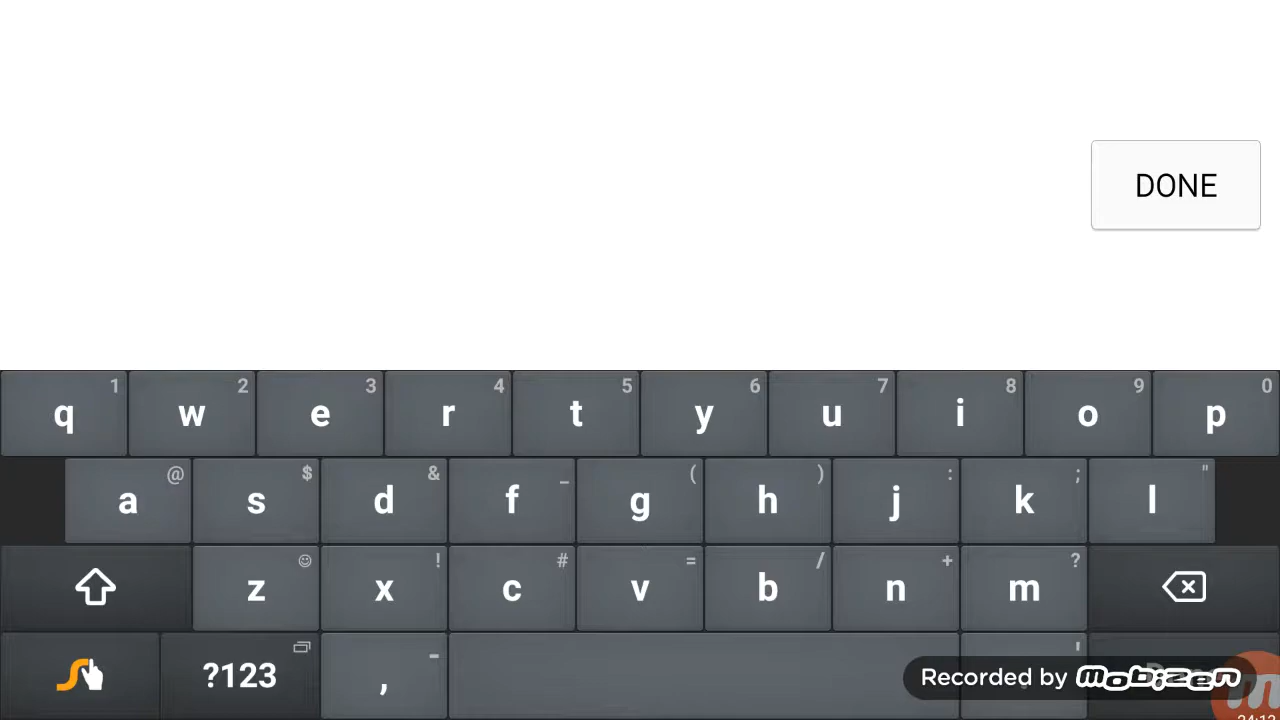 DONE
1 2 3 4 5 6 7 8 9 0
q w e r t y u i o p
@ $ & _ ( ) : ; "
a s d f g h j k l
! # = / + ?
z x c v b n m
- '
?123 , .
Recorded by mobizen